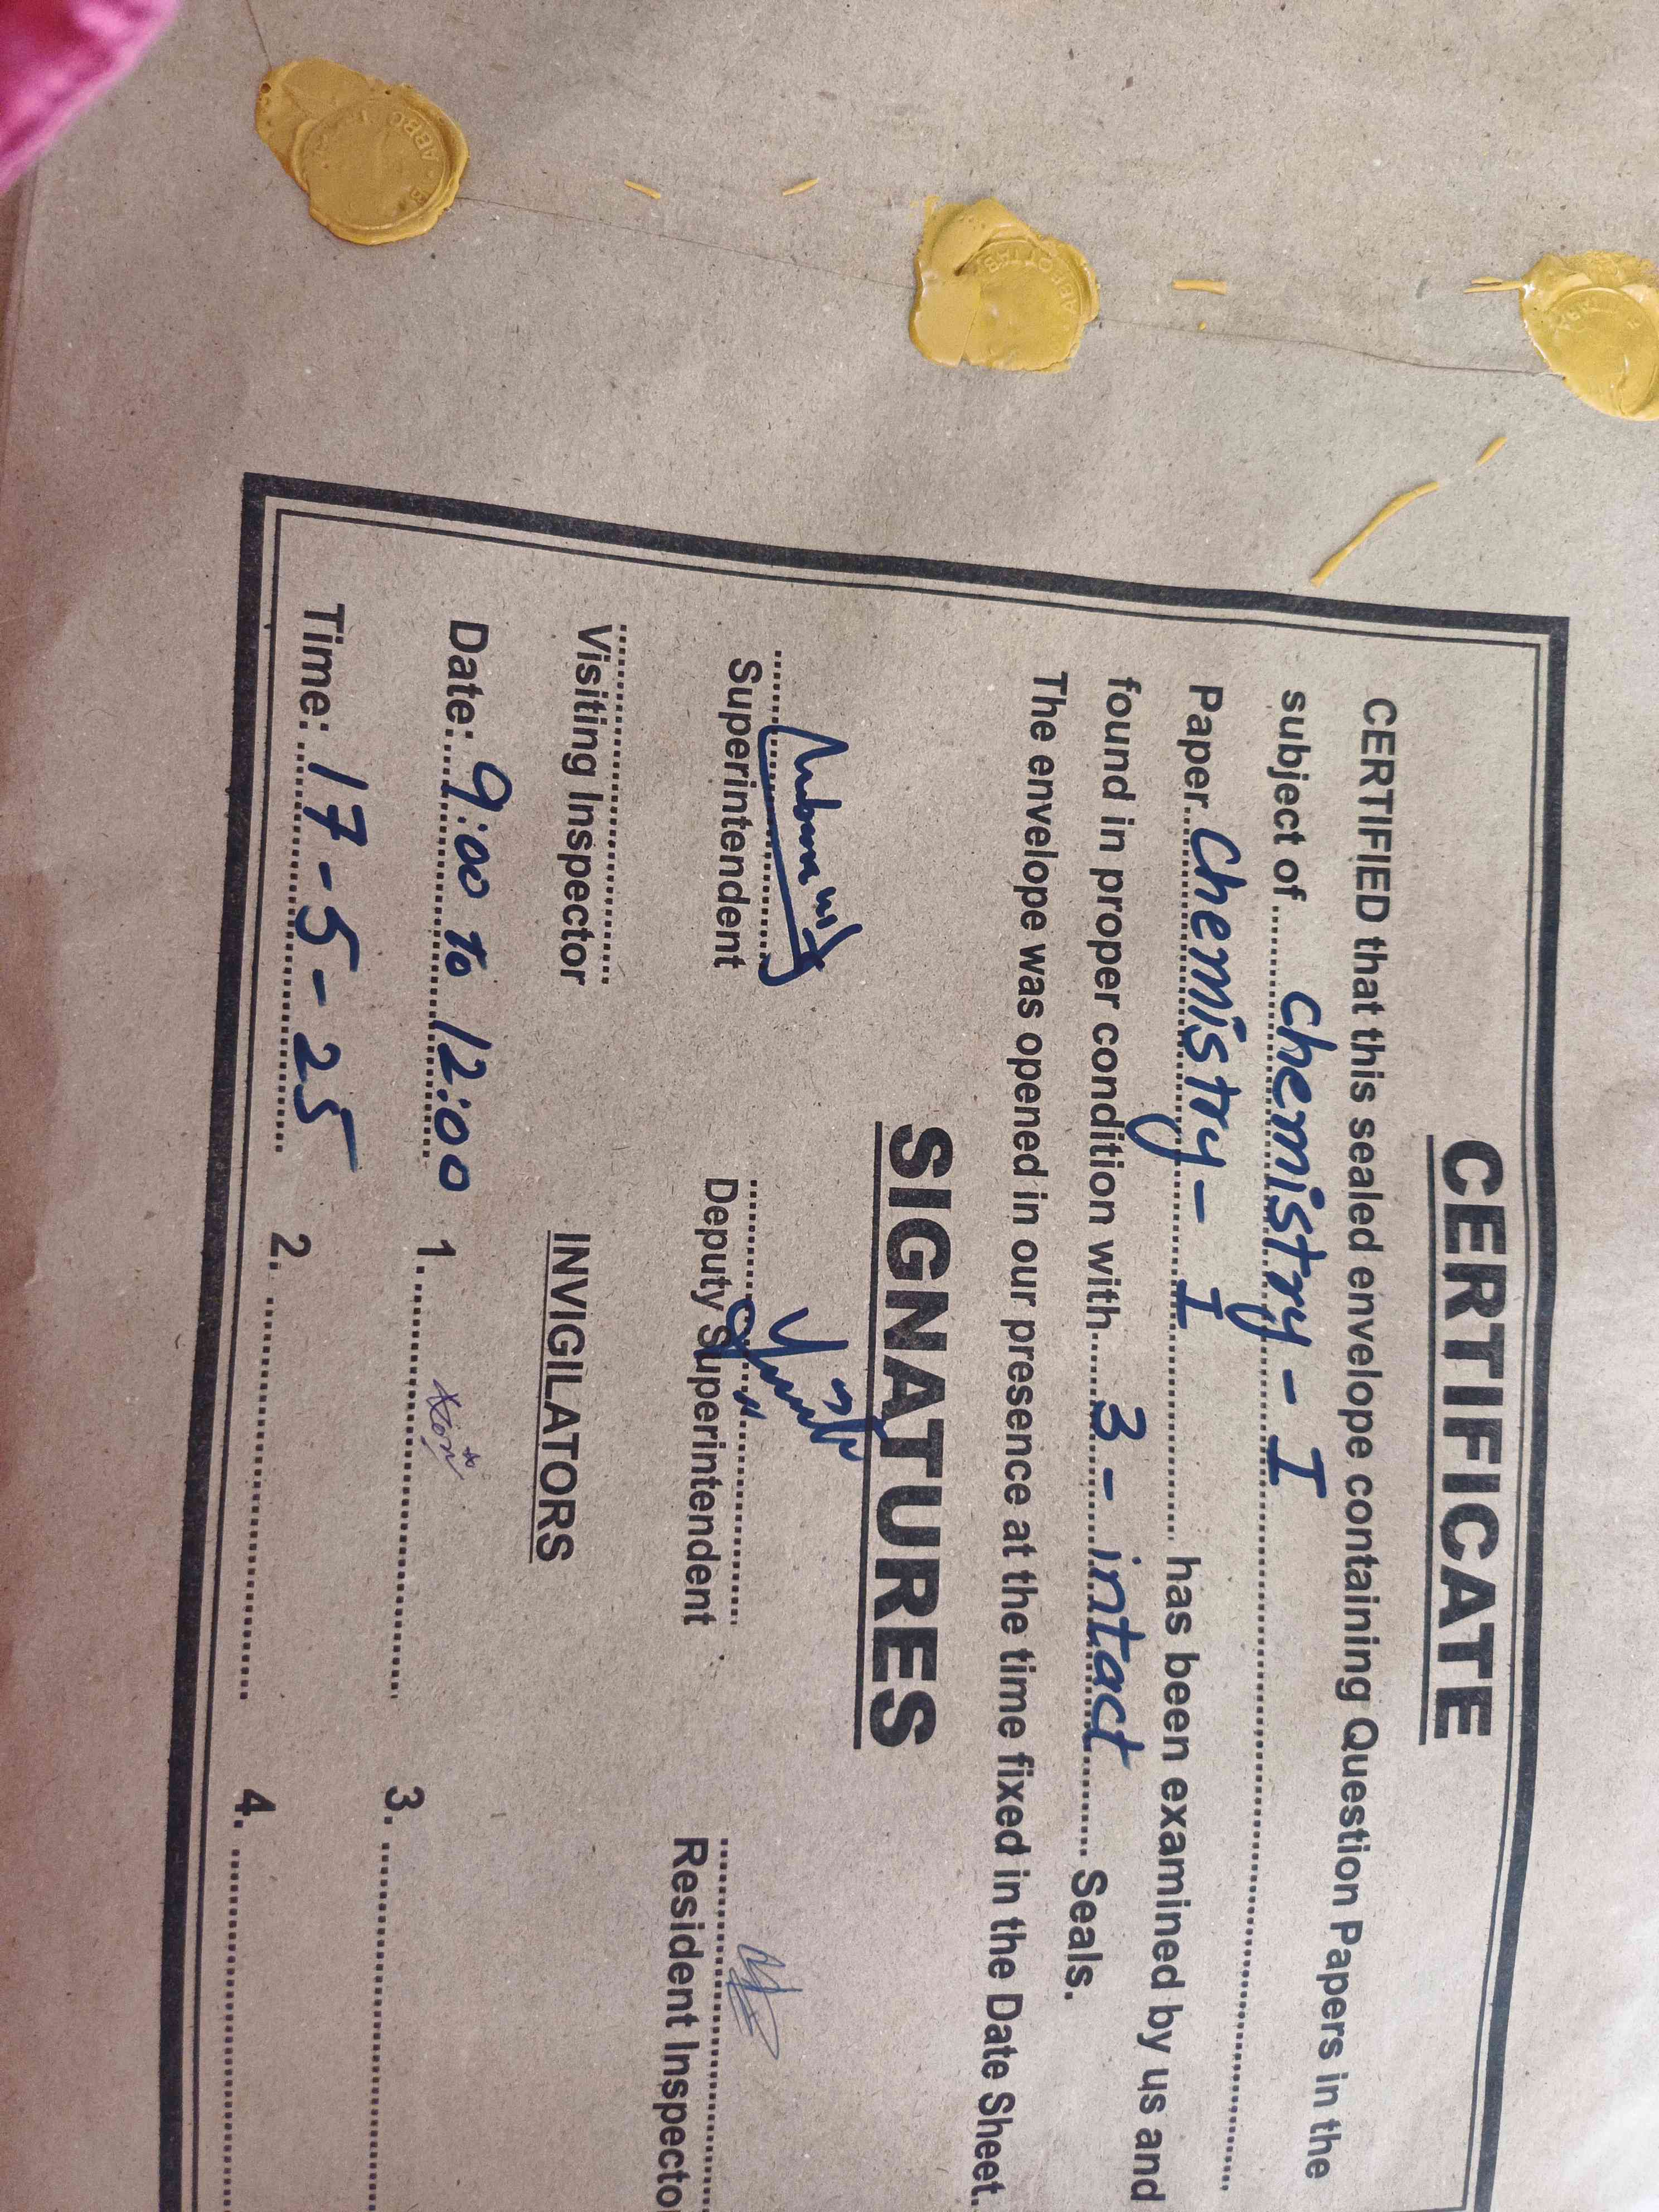 CERTIFICATE
CERTIFIED that this sealed envelope containing Question Papers in the
subject of Chemistry - I
Paper Chemistry - I has been examined by us and
found in proper condition with 3 - intact Seals.
The envelope was opened in our presence at the time fixed in the Date Sheet.
SIGNATURES
Superintendent Deputy Superintendent Resident Inspecto
Visiting Inspector INVIGILATORS
Date: 9:00 To 12:00 1. 3.
Time: 17-5-25 2. 4.